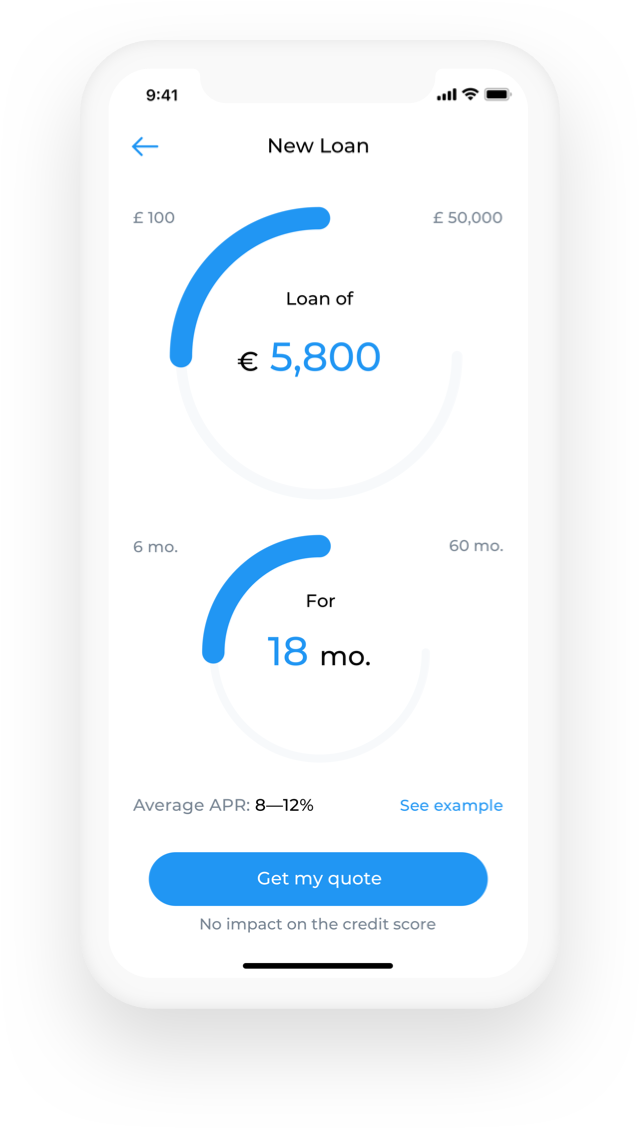 9:41
New Loan
£ 100
£ 50,000
Loan of
€ 5,800
6 mo.
60 mo.
For
18 mo.
Average APR: 8—12%
See example
Get my quote
No impact on the credit score